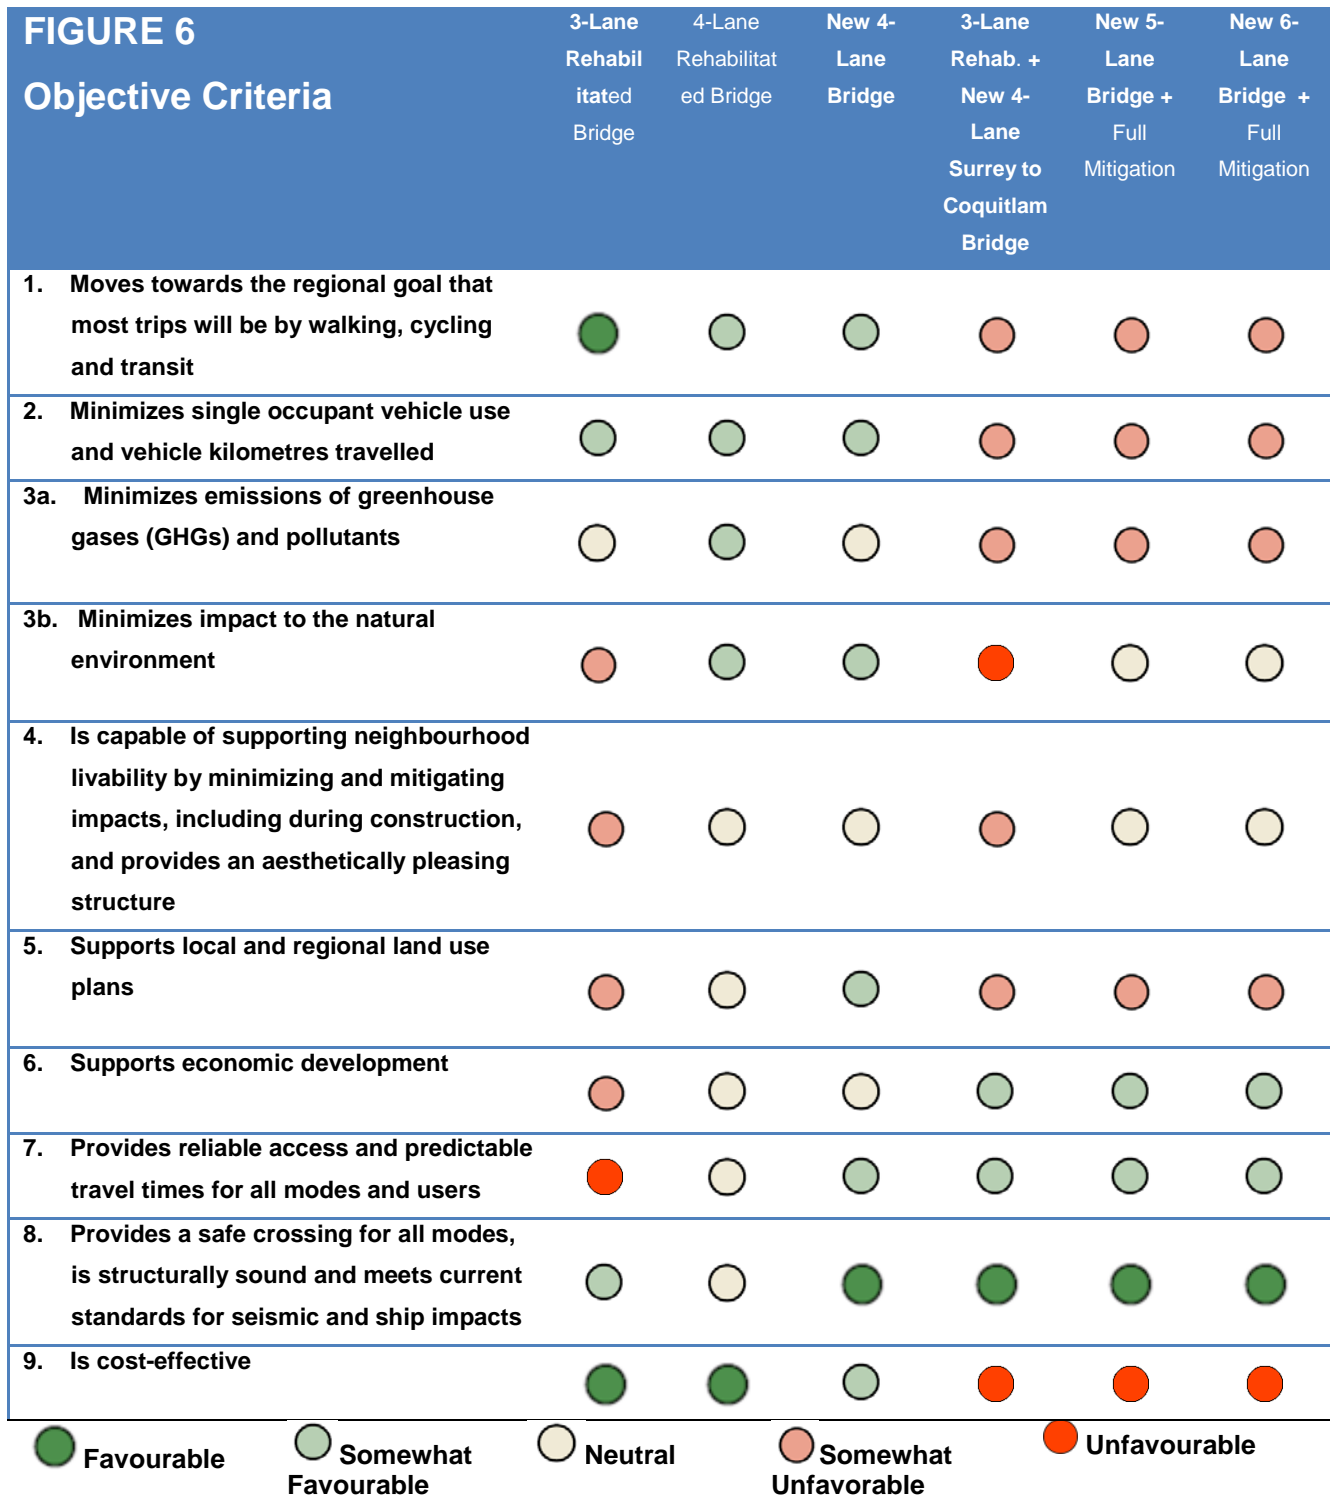 FIGURE 6
Objective Criteria
3-Lane
Rehabil
itated
Bridge
4-Lane
Rehabilitat
ed Bridge
New 4-
Lane
Bridge
3-Lane
Rehab. +
New 4-
Lane
Surrey to
Coquitlam
Bridge
New 5-
Lane
Bridge +
Full
Mitigation
New 6-
Lane
Bridge +
Full
Mitigation
1. Moves towards the regional goal that
most trips will be by walking, cycling
and transit
2. Minimizes single occupant vehicle use
and vehicle kilometres travelled
3a. Minimizes emissions of greenhouse
gases (GHGs) and pollutants
3b. Minimizes impact to the natural
environment
4. Is capable of supporting neighbourhood
livability by minimizing and mitigating
impacts, including during construction,
and provides an aesthetically pleasing
structure
5. Supports local and regional land use
plans
6. Supports economic development
7. Provides reliable access and predictable
travel times for all modes and users
8. Provides a safe crossing for all modes,
is structurally sound and meets current
standards for seismic and ship impacts
9. Is cost-effective
Favourable
Somewhat
Favourable
Neutral
Somewhat
Unfavorable
Unfavourable